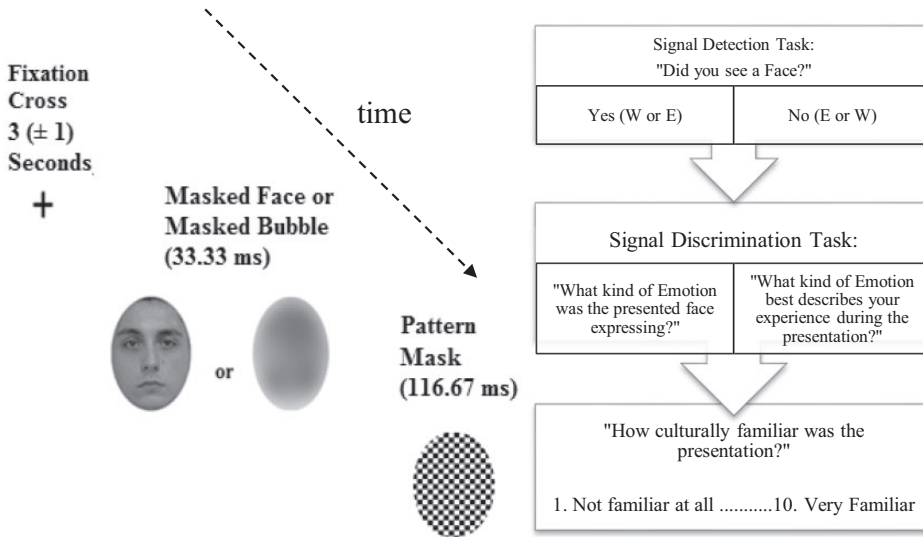 Fixation
Cross
3 (± 1)
Seconds
time
Masked Face or
Masked Bubble
(33.33 ms)
or
Pattern
Mask
(116.67 ms)
Signal Detection Task:
"Did you see a Face?"
Yes (W or E)
No (E or W)
Signal Discrimination Task:
"What kind of Emotion
was the presented face
expressing?"
"What kind of Emotion
best describes your
experience during the
presentation?"
"How culturally familiar was the
presentation?"
1. Not familiar at all ...........10. Very Familiar